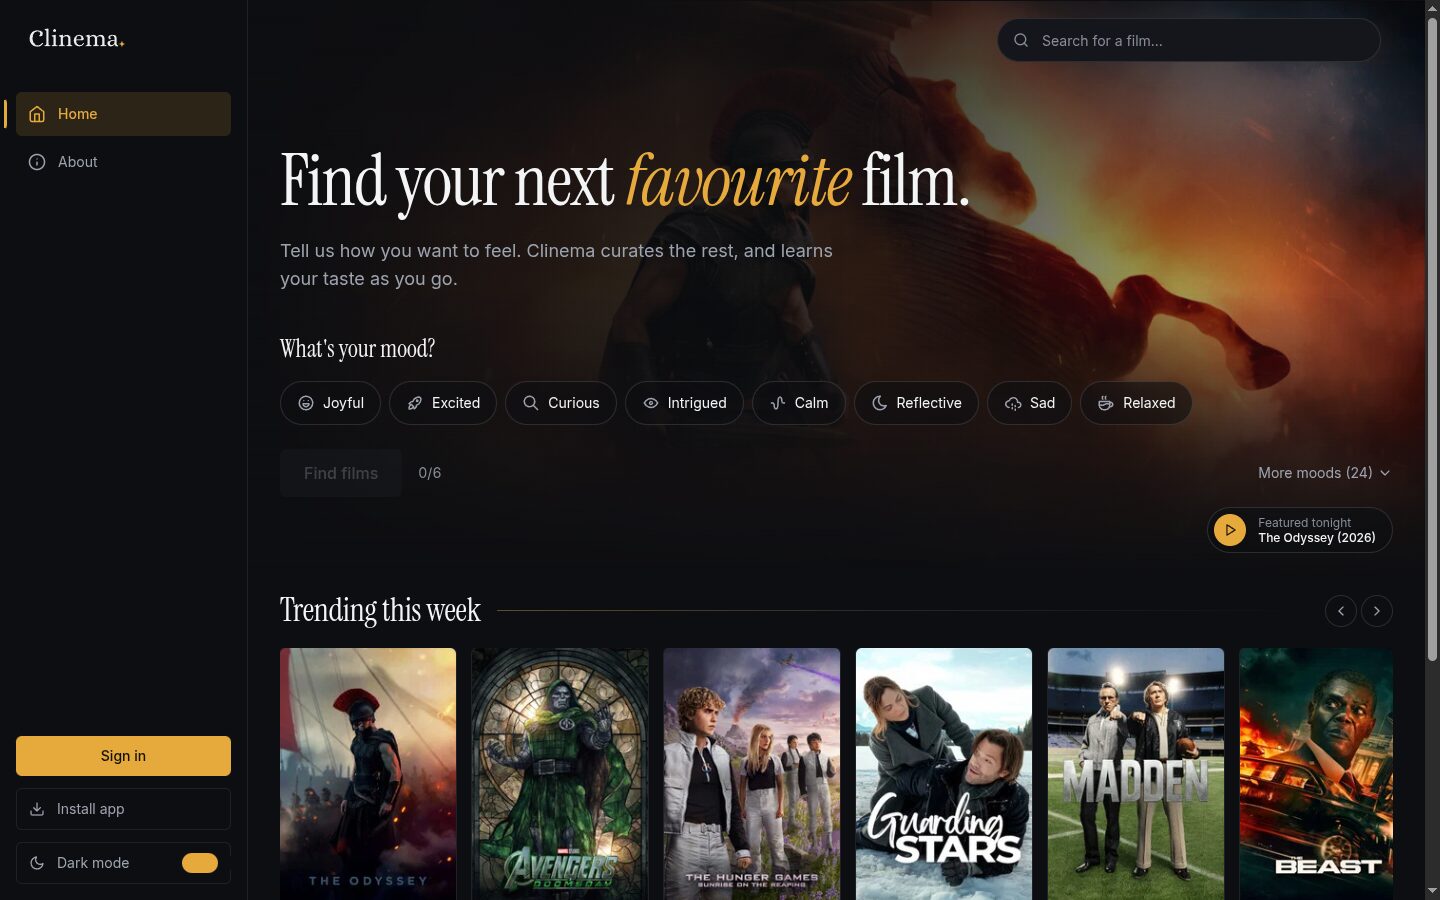 Clinema.
Home
About
Sign in
Install app
Dark mode
Search for a film...
Find your next favourite film.
Tell us how you want to feel. Clinema curates the rest, and learns
your taste as you go.
What's your mood?
Joyful
Excited
Curious
Intrigued
Calm
Reflective
Sad
Relaxed
Find films
0/6
More moods (24)
Featured tonight
The Odyssey (2026)
Trending this week
THE ODYSSEY
MARVEL STUDIOS
AVENGERS
DOOMSDAY
THE HUNGER GAMES
SUNRISE ON THE REAPING
Guarding
STARS
MADDEN
BEAST